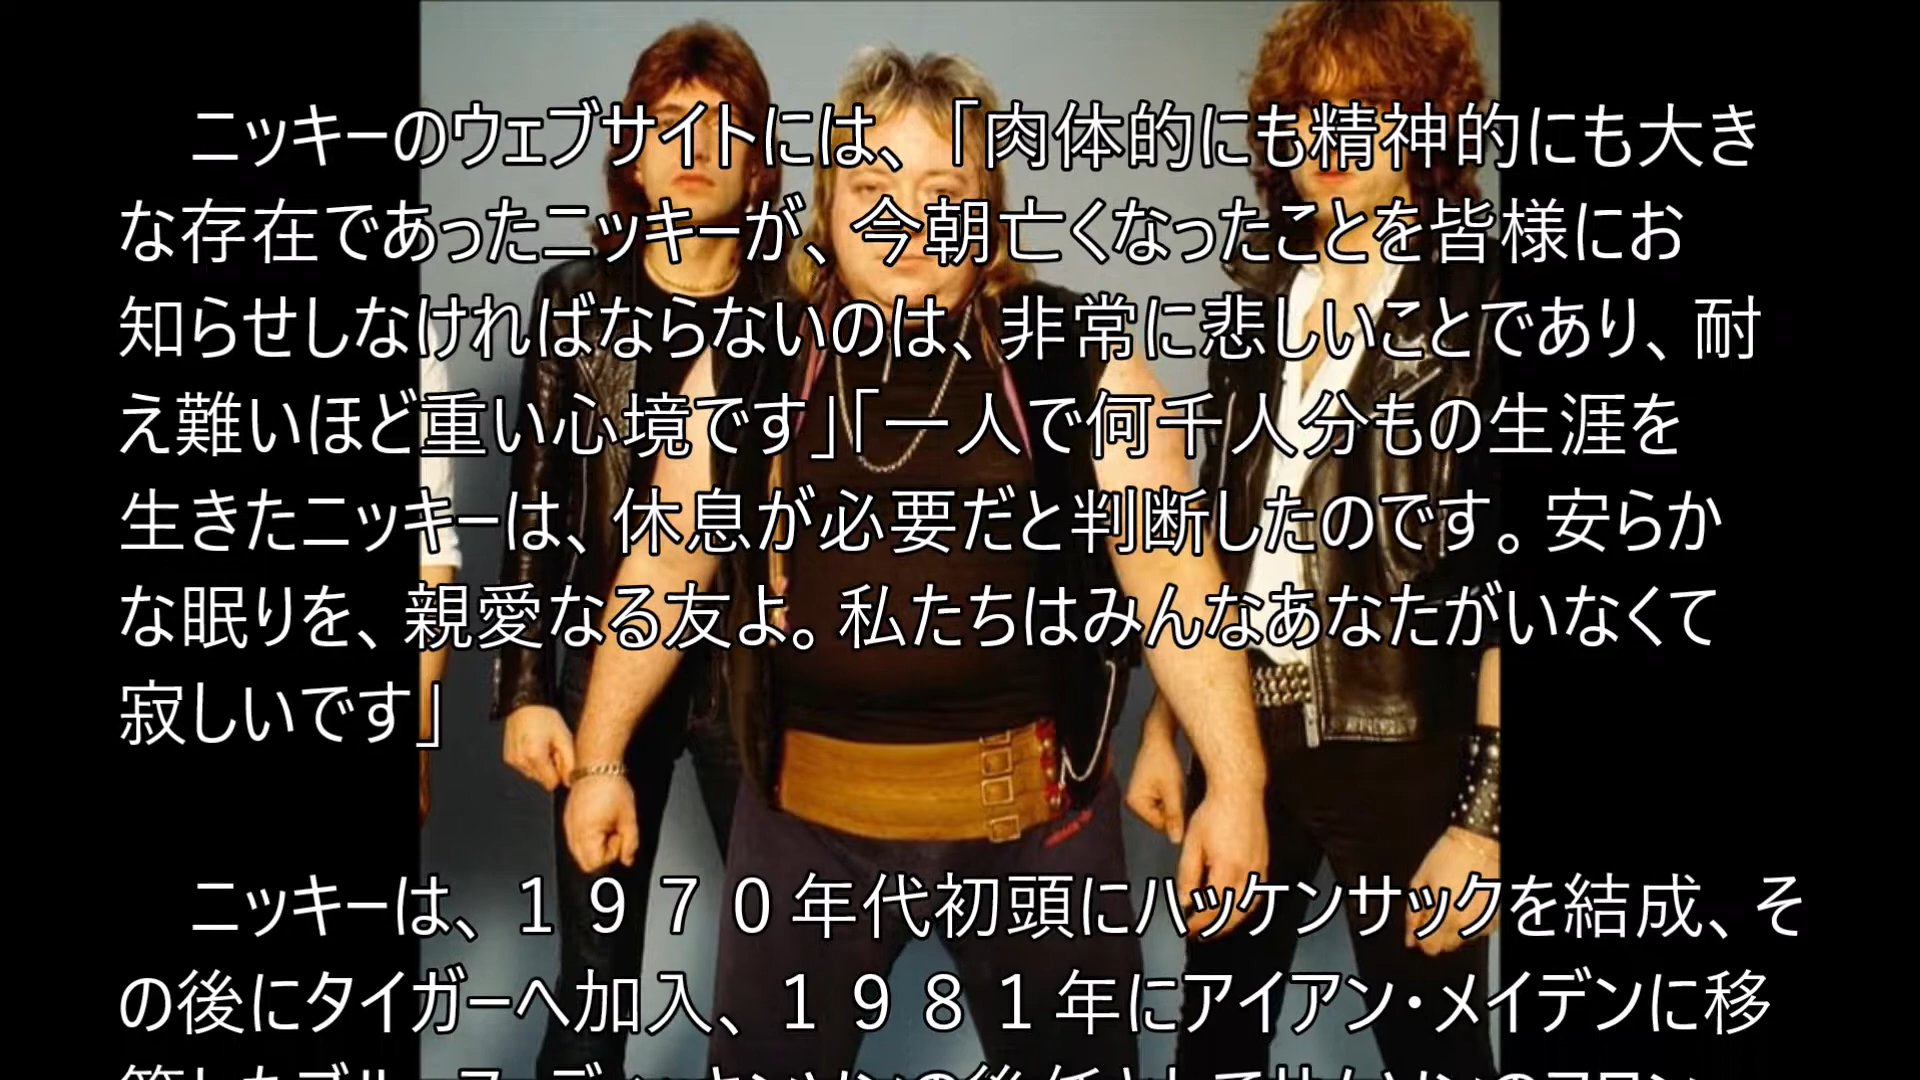 ニッキーのウェブサイトには、「肉体的にも精神的にも大き
な存在であったニッキーが、今朝亡くなったことを皆様にお
知らせしなければならないのは、非常に悲しいことであり、耐
え難いほど重い心境です」「一人で何千人分もの生涯を
生きたニッキーは、休息が必要だと判断したのです。安らか
な眠りを、親愛なる友よ。私たちはみんなあなたがいなくて
寂しいです」
ニッキーは、１９７０年代初頭にハッケンサックを結成、そ
の後にタイガーへ加入、１９８１年にアイアン・メイデンに移